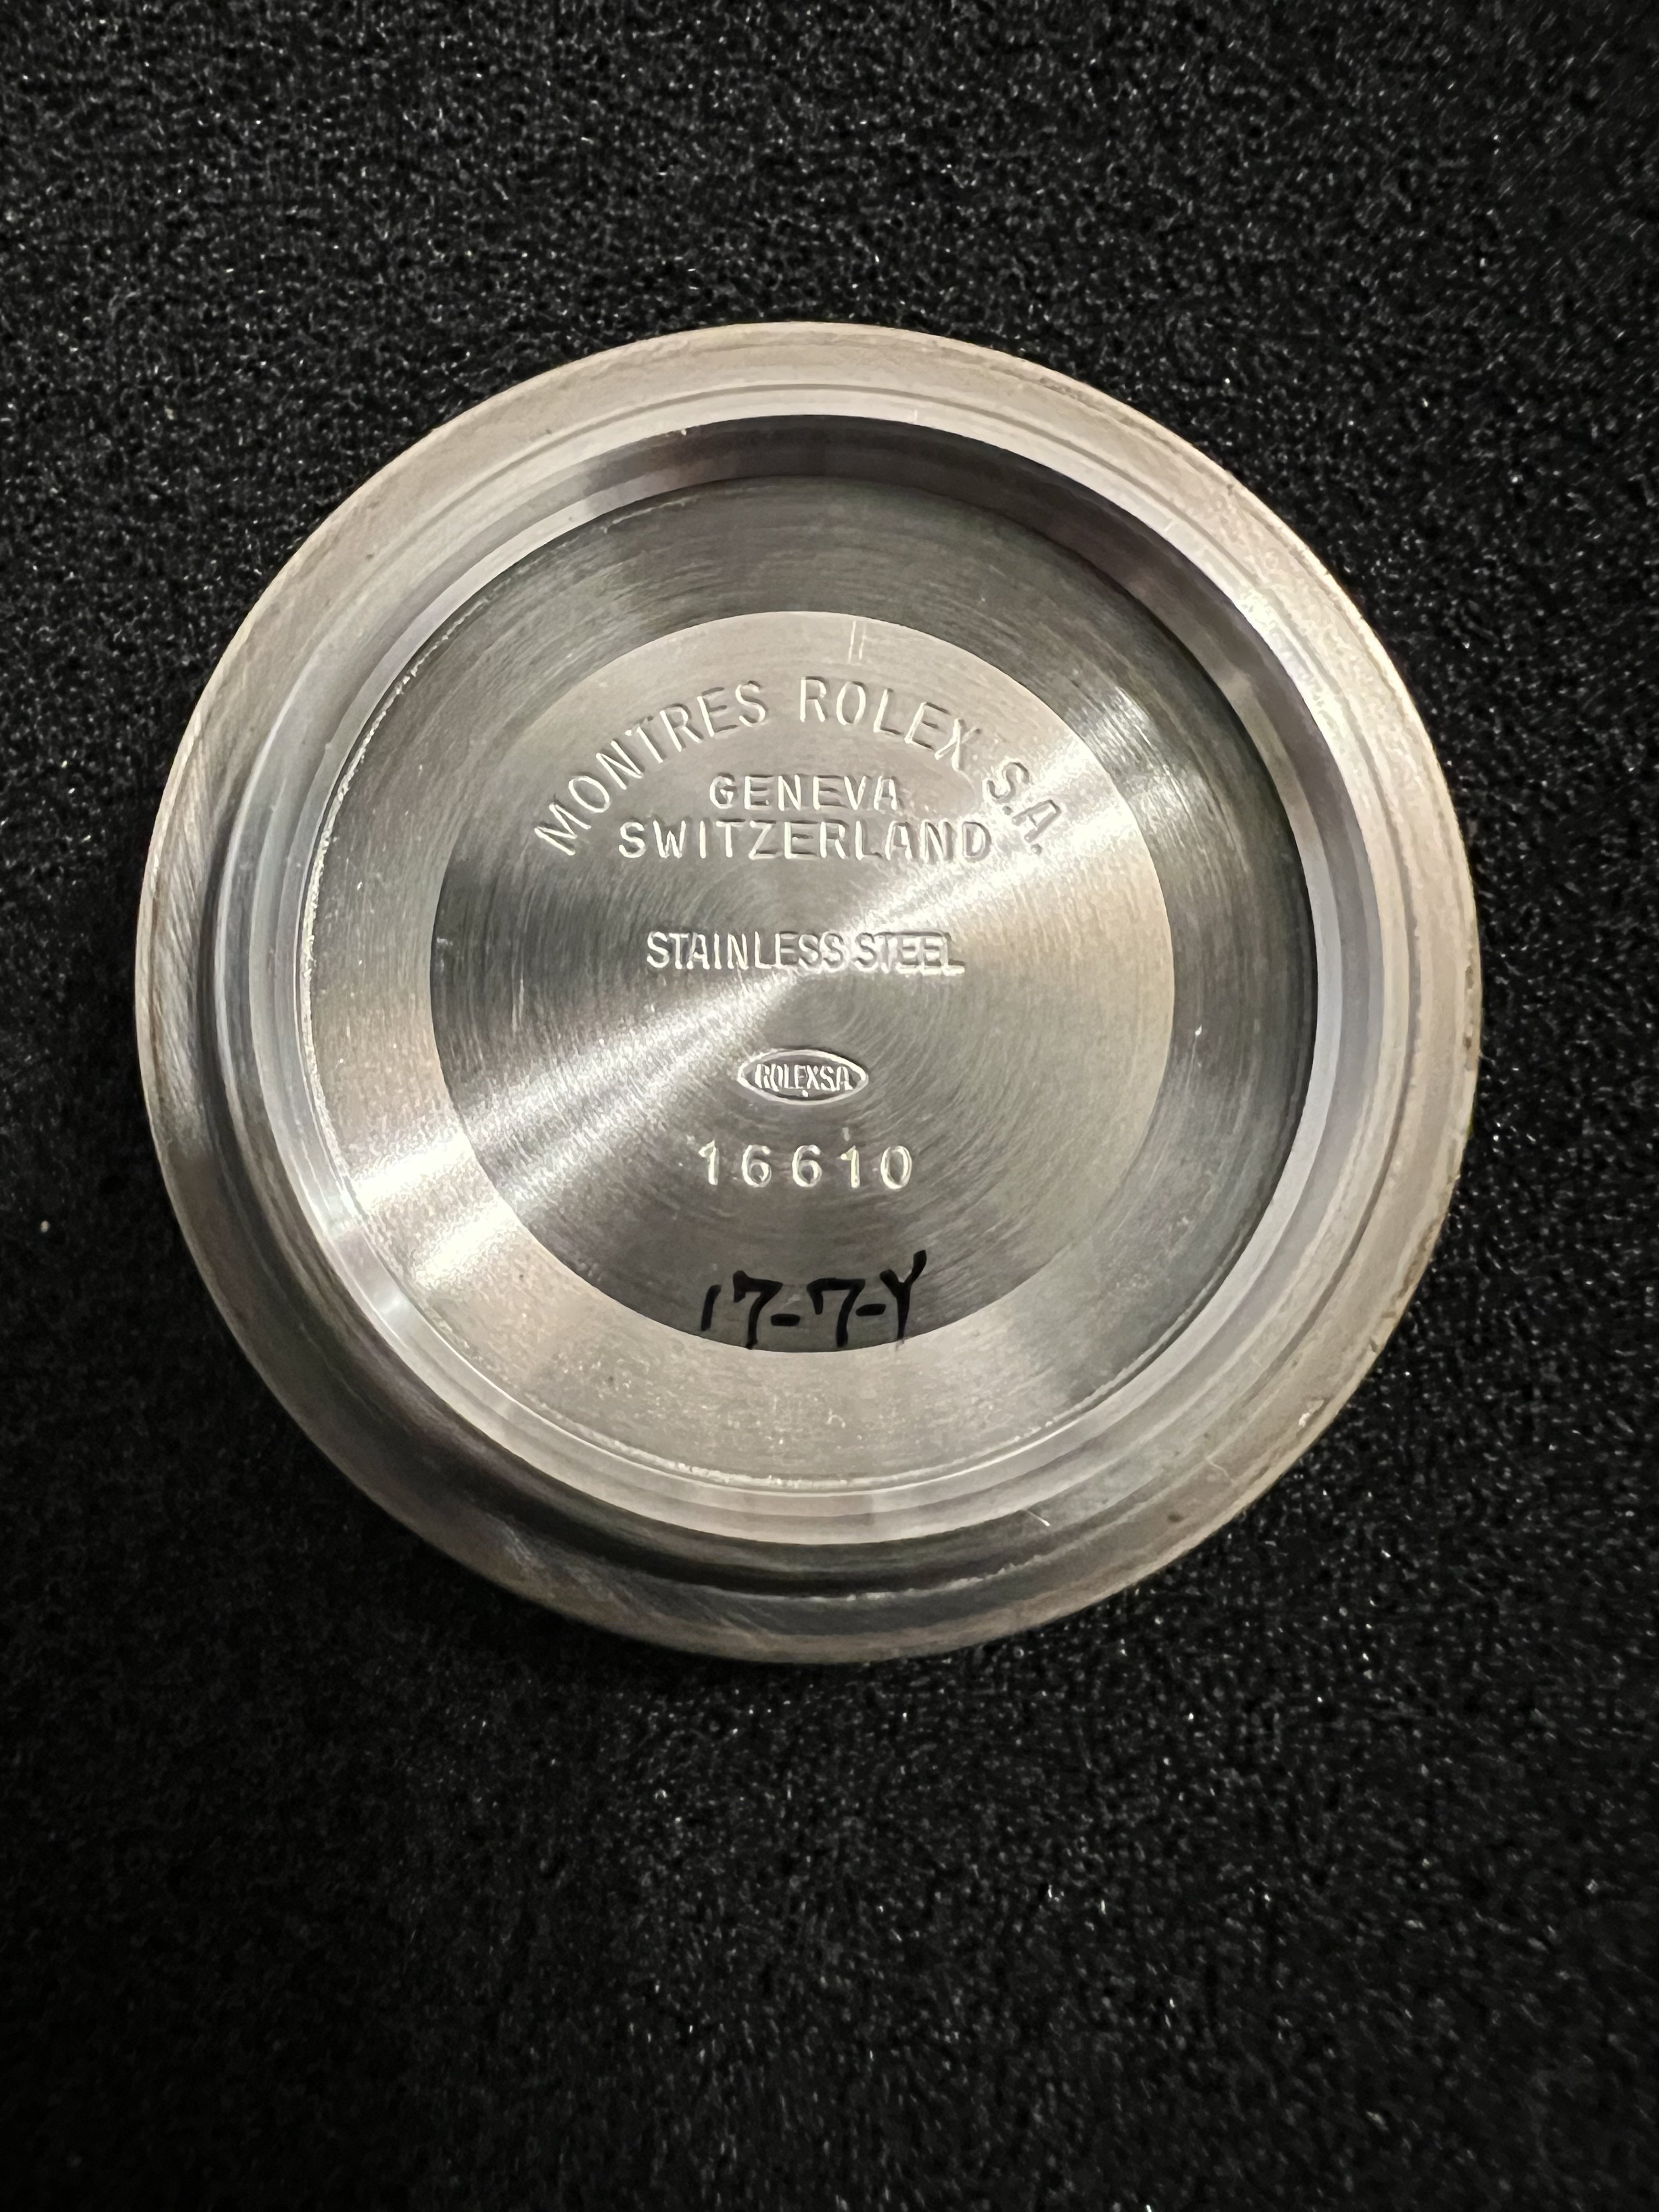 MONTRES ROLEX S.A.
GENEVA
SWITZERLAND
STAINLESS STEEL
ROLEXSA
16610
17-7-Y